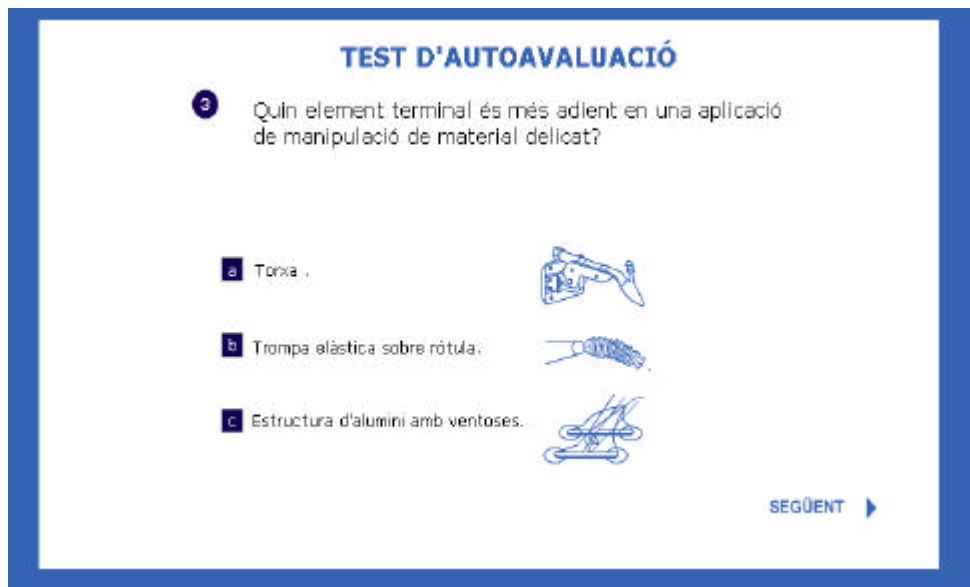 TEST D'AUTOAVALUACIÓ
3 Quin element terminal és més adient en una aplicació
de manipulació de material delicat?
a Torxa .
b Trompa elàstica sobre ròtula.
c Estructura d'alumini amb ventoses.
SEGÜENT